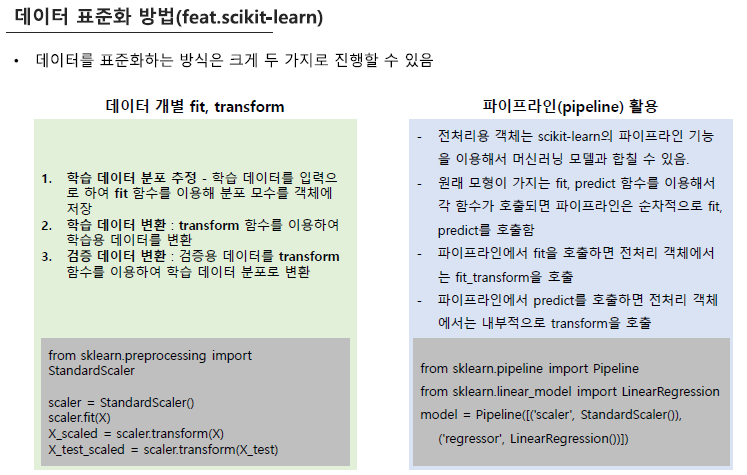 데이터 표준화 방법(feat.scikit-learn)
• 데이터를 표준화하는 방식은 크게 두 가지로 진행할 수 있음
데이터 개별 fit, transform
1. 학습 데이터 분포 추정 - 학습 데이터를 입력으
로 하여 fit 함수를 이용해 분포 모수를 객체에
저장
2. 학습 데이터 변환 : transform 함수를 이용하여
학습용 데이터를 변환
3. 검증 데이터 변환 : 검증용 데이터를 transform
함수를 이용하여 학습 데이터 분포로 변환
from sklearn.preprocessing import
StandardScaler
scaler = StandardScaler()
scaler.fit(X)
X_scaled = scaler.transform(X)
X_test_scaled = scaler.transform(X_test)
파이프라인(pipeline) 활용
- 전처리용 객체는 scikit-learn의 파이프라인 기능
을 이용해서 머신러닝 모델과 합칠 수 있음.
- 원래 모형이 가지는 fit, predict 함수를 이용해서
각 함수가 호출되면 파이프라인은 순차적으로 fit,
predict를 호출함
- 파이프라인에서 fit을 호출하면 전처리 객체에서
는 fit_transform을 호출
- 파이프라인에서 predict를 호출하면 전처리 객체
에서는 내부적으로 transform을 호출
from sklearn.pipeline import Pipeline
from sklearn.linear_model import LinearRegression
model = Pipeline([('scaler', StandardScaler()),
('regressor', LinearRegression())])